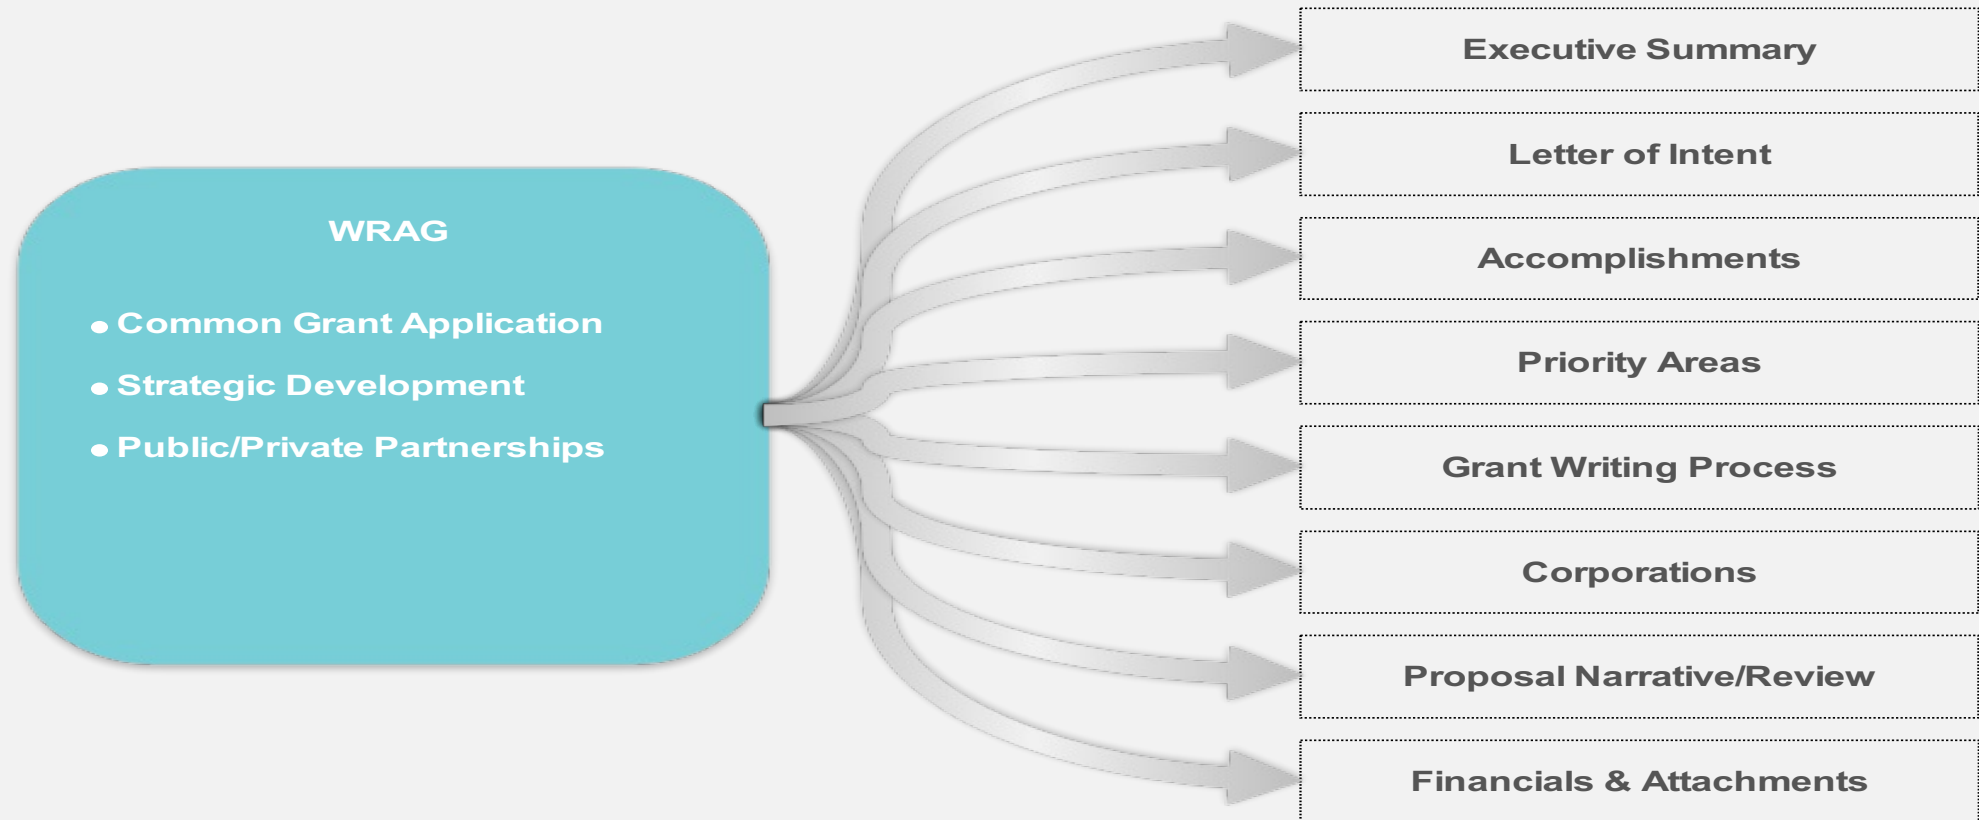 WRAG
● Common Grant Application
● Strategic Development
● Public/Private Partnerships
Executive Summary
Letter of Intent
Accomplishments
Priority Areas
Grant Writing Process
Corporations
Proposal Narrative/Review
Financials & Attachments